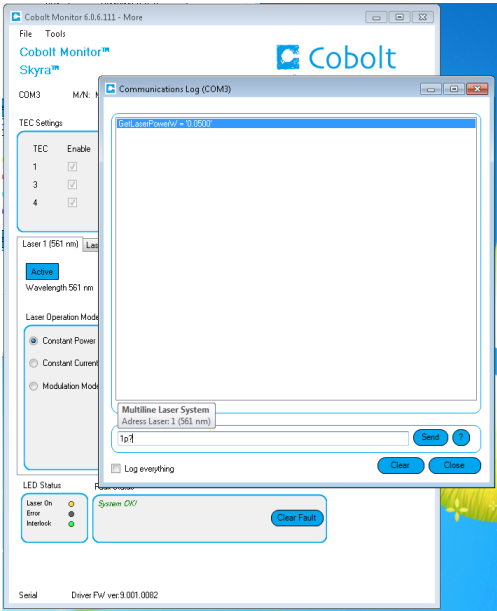 Cobolt Monitor 6.0.6.111 - More
File Tools
Cobolt Monitor™
Skyra™
Cobolt
COM3 M/N:
Communications Log (COM3)
GetLaserPowerW = '0.0500'
TEC Settings
TEC Enable
1
3
4
Laser 1 (561 nm)
Active
Wavelength 561 nm
Laser Operation Mode
Constant Power
Constant Current
Modulation Mode
Multiline Laser System
Adress Laser: 1 (561 nm)
1p?
Send
?
Log everything
Clear
Close
LED Status
Laser On
Error
Interlock
System OK!
Clear Fault
Serial Driver FW ver:9.001.0082